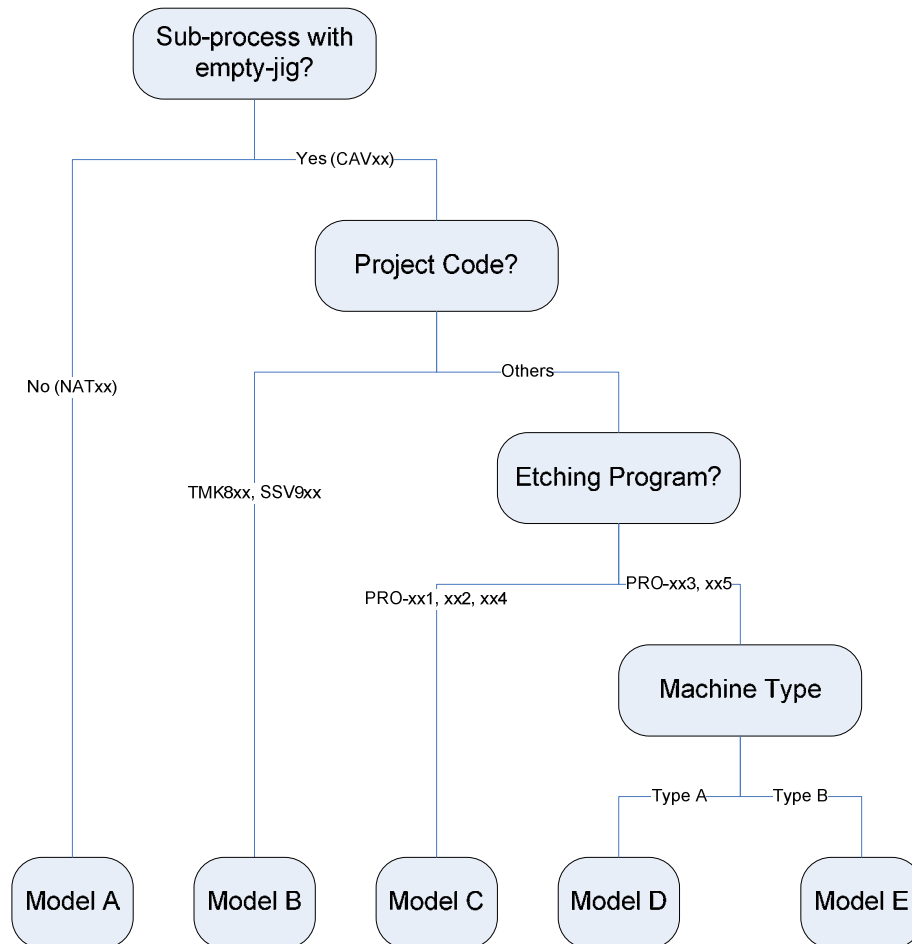 Sub-process with
empty-jig?
Yes (CAVxx)
Project Code?
No (NATxx)
Others
TMK8xx, SSV9xx
Etching Program?
PRO-xx1, xx2, xx4
PRO-xx3, xx5
Machine Type
Type A
Type B
Model A
Model B
Model C
Model D
Model E